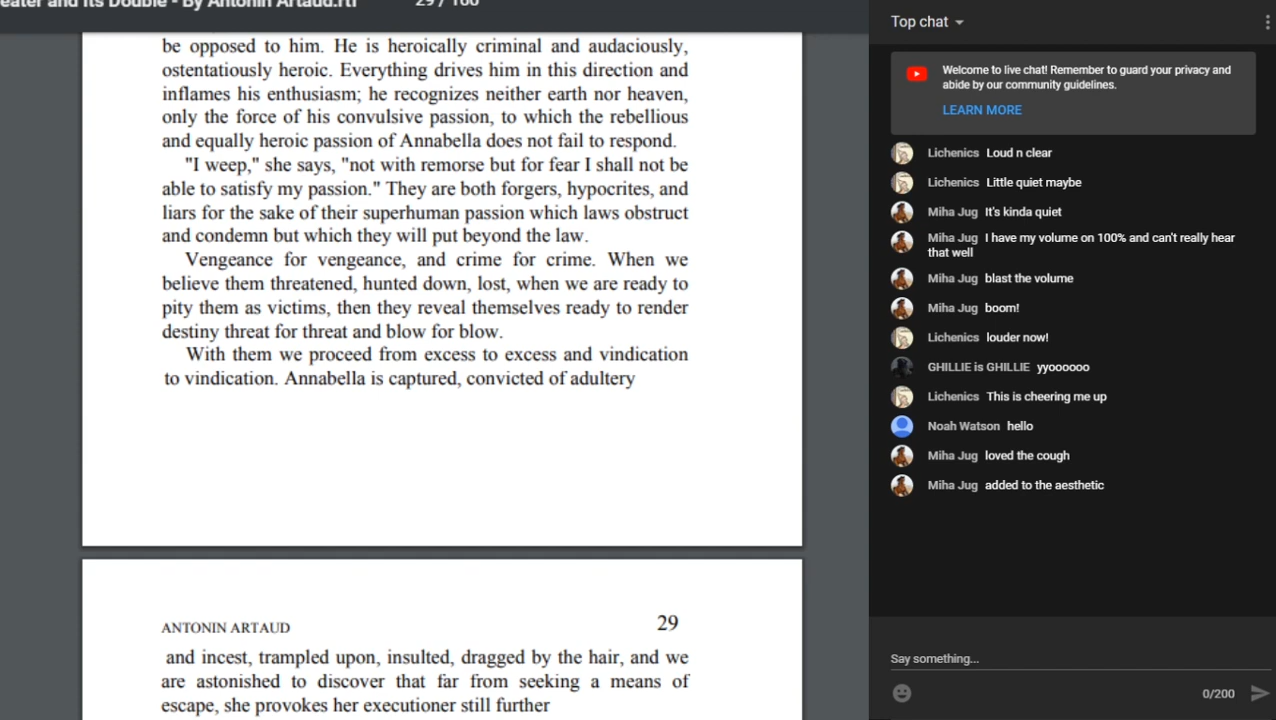 eater and Its Double - By Antonin Artaud.rtf
29 / 160
be opposed to him. He is heroically criminal and audaciously,
ostentatiously heroic. Everything drives him in this direction and
inflames his enthusiasm; he recognizes neither earth nor heaven,
only the force of his convulsive passion, to which the rebellious
and equally heroic passion of Annabella does not fail to respond.
"I weep," she says, "not with remorse but for fear I shall not be
able to satisfy my passion." They are both forgers, hypocrites, and
liars for the sake of their superhuman passion which laws obstruct
and condemn but which they will put beyond the law.
Vengeance for vengeance, and crime for crime. When we
believe them threatened, hunted down, lost, when we are ready to
pity them as victims, then they reveal themselves ready to render
destiny threat for threat and blow for blow.
With them we proceed from excess to excess and vindication
to vindication. Annabella is captured, convicted of adultery
ANTONIN ARTAUD
29
and incest, trampled upon, insulted, dragged by the hair, and we
are astonished to discover that far from seeking a means of
escape, she provokes her executioner still further
Top chat
Welcome to live chat! Remember to guard your privacy and
abide by our community guidelines.
LEARN MORE
Lichenics Loud n clear
Lichenics Little quiet maybe
Miha Jug It's kinda quiet
Miha Jug I have my volume on 100% and can't really hear
that well
Miha Jug blast the volume
Miha Jug boom!
Lichenics louder now!
GHILLIE is GHILLIE yyoooooo
Lichenics This is cheering me up
Noah Watson hello
Miha Jug loved the cough
Miha Jug added to the aesthetic
Say something...
0/200